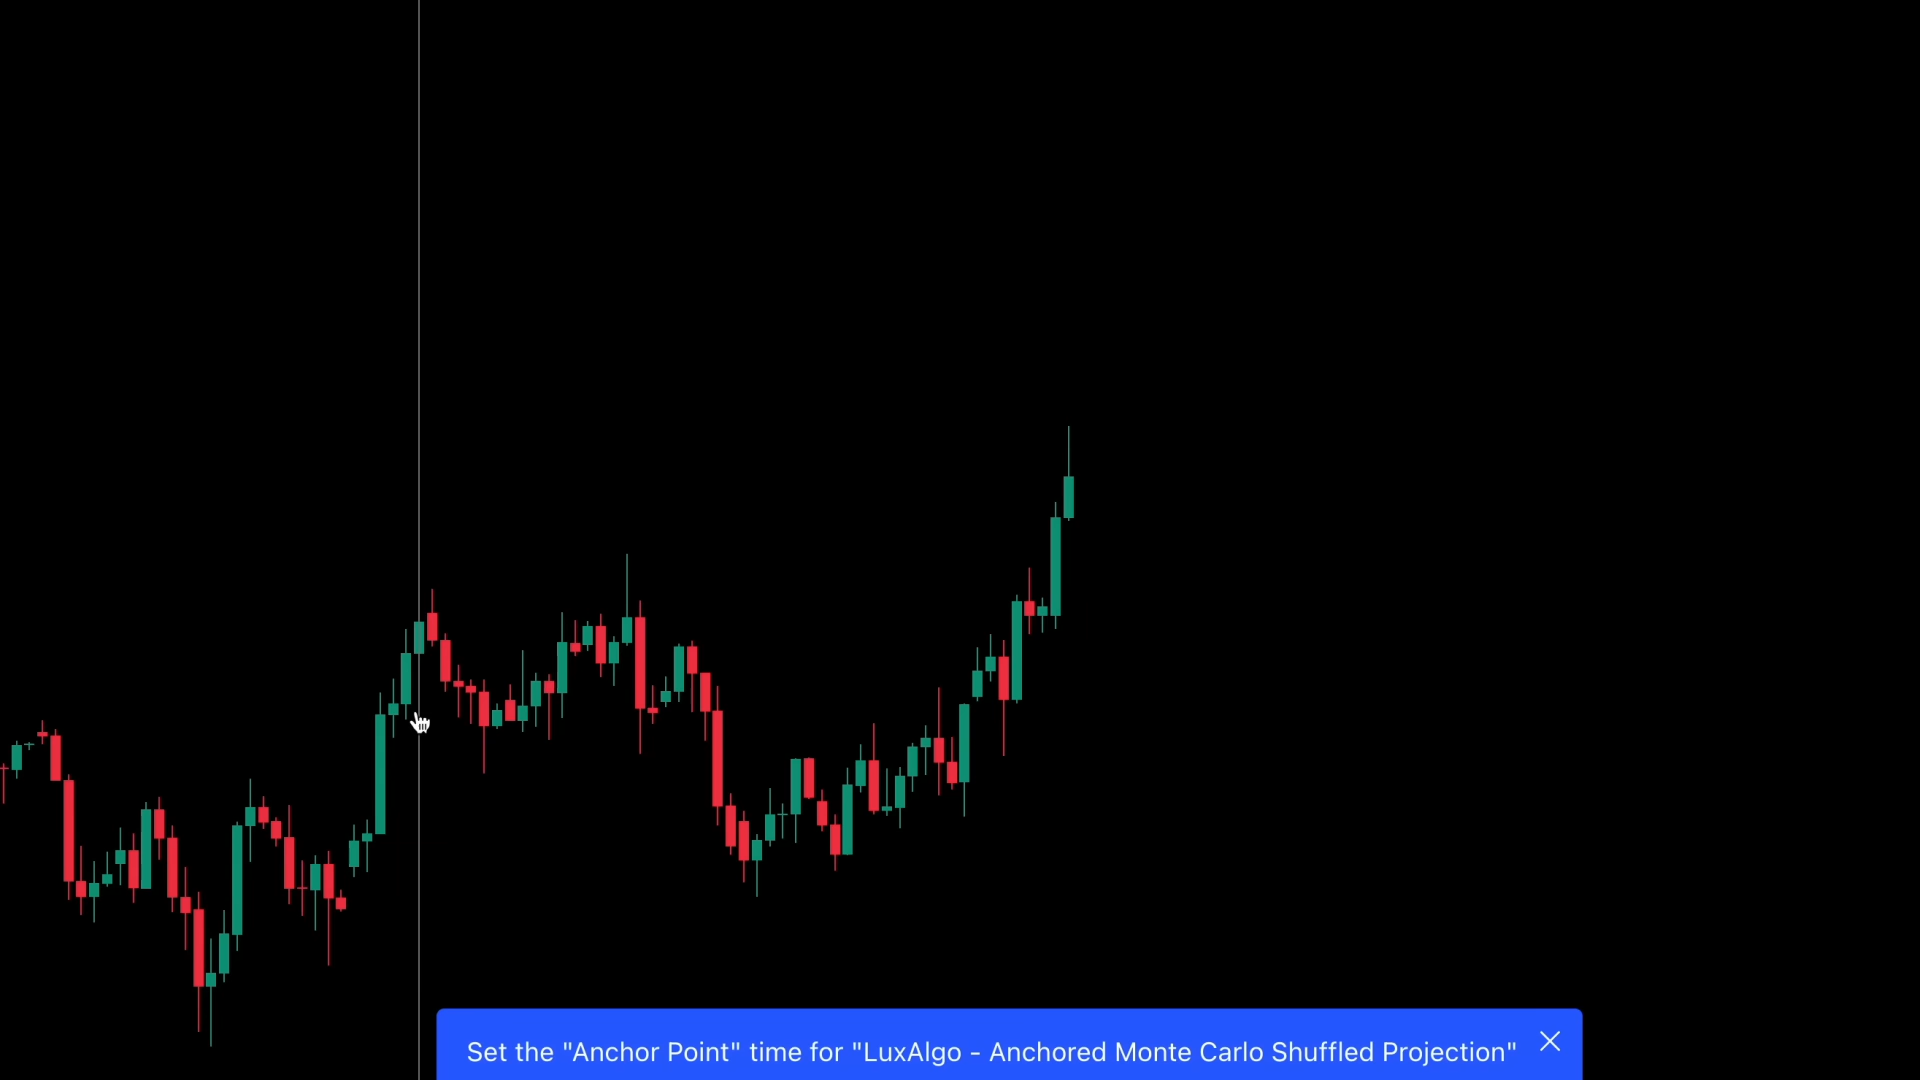 Set the "Anchor Point" time for "LuxAlgo - Anchored Monte Carlo Shuffled Projection"